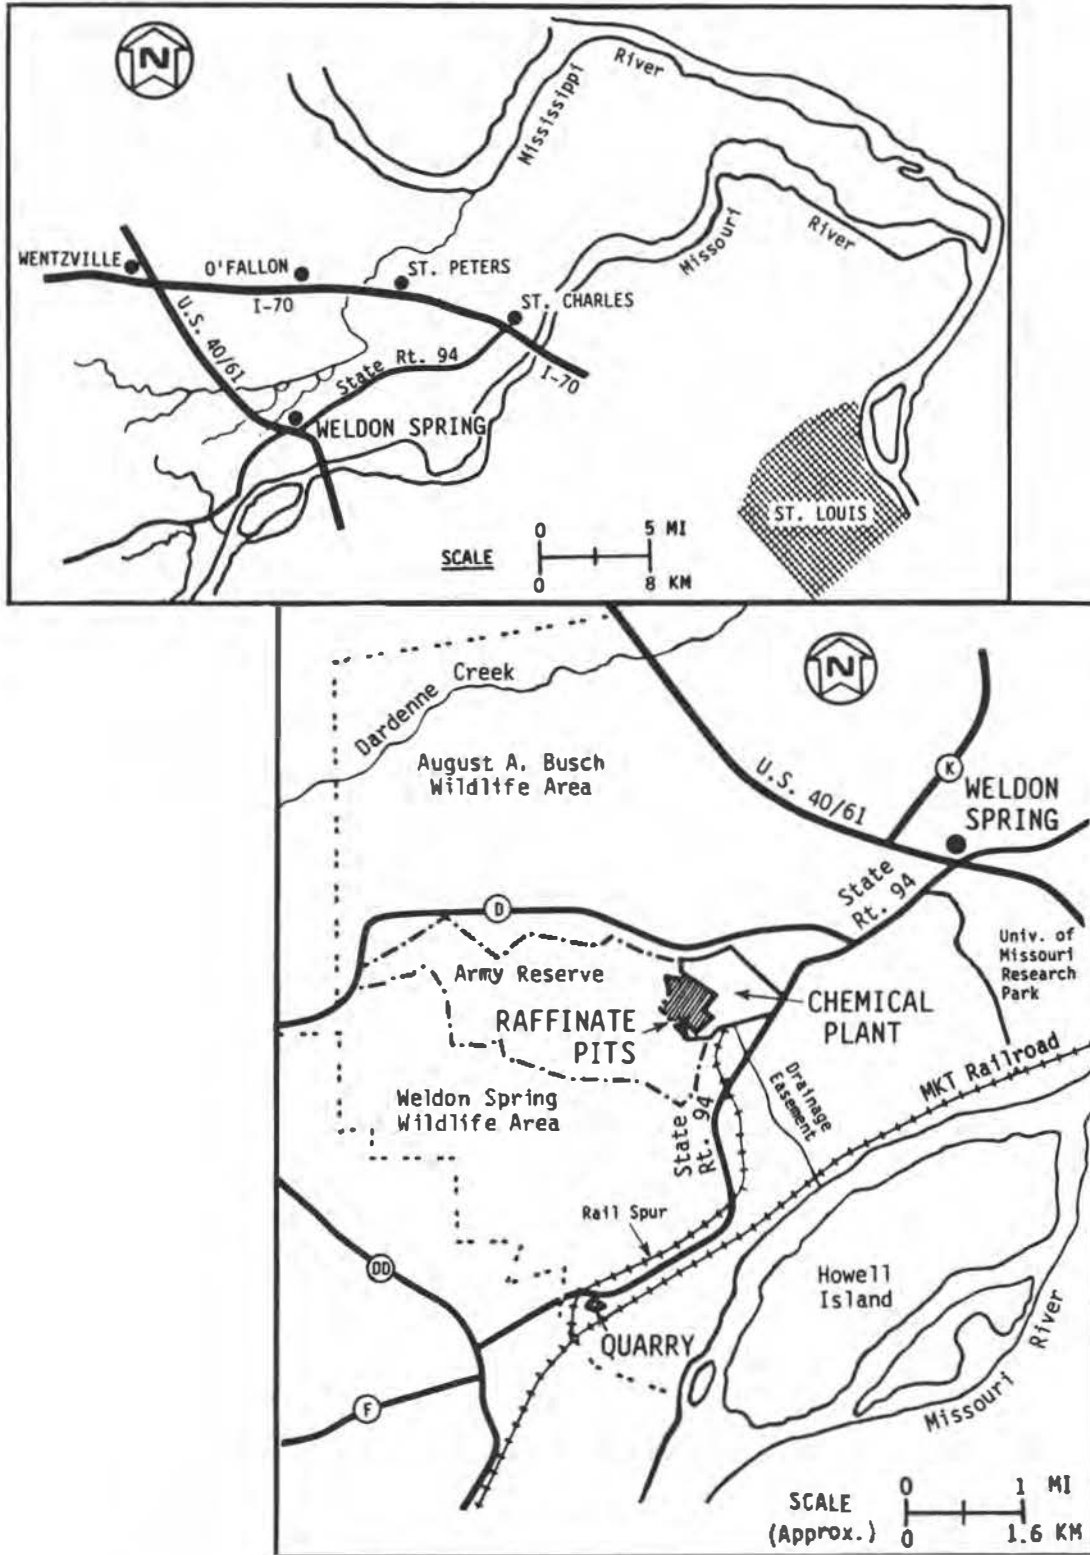 N
River
Mississippi
Missouri
River
WENTZVILLE
O'FALLON
ST. PETERS
I-70
ST. CHARLES
U.S. 40/61
State Rt. 94
I-70
WELDON SPRING
ST. LOUIS
SCALE
0 5 MI
0 8 KM
N
Dardenne Creek
August A. Busch
Wildlife Area
U.S. 40/61
K
WELDON
SPRING
State
Rt. 94
D
Army Reserve
Univ. of
Missouri
Research
Park
RAFFINATE
PITS
CHEMICAL
PLANT
MKT Railroad
Drainage
Easement
Weldon Spring
Wildlife Area
State
Rt. 94
Rail Spur
DD
Howell
Island
QUARRY
F
Missouri River
SCALE
(Approx.)
0 1 MI
0 1.6 KM